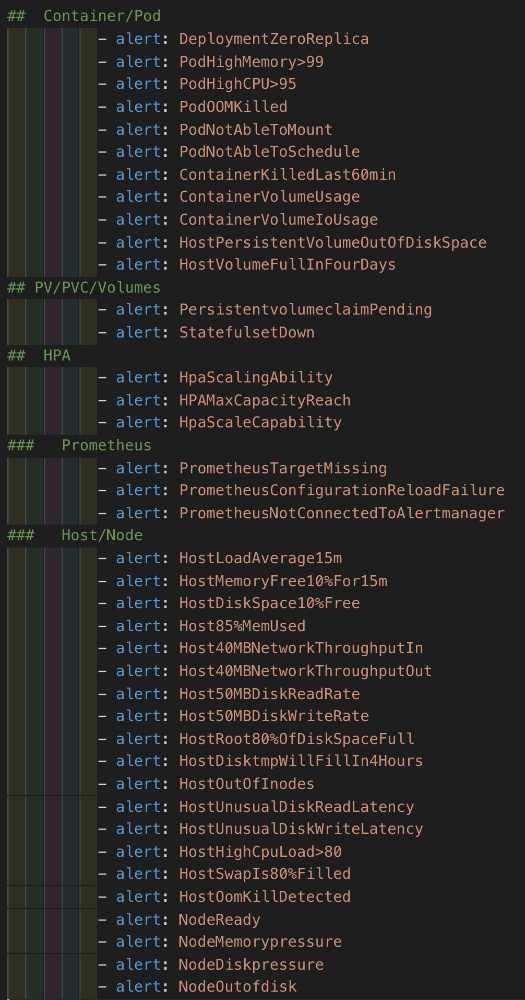 ##  Container/Pod
- alert: DeploymentZeroReplica
- alert: PodHighMemory>99
- alert: PodHighCPU>95
- alert: PodOOMKilled
- alert: PodNotAbleToMount
- alert: PodNotAbleToSchedule
- alert: ContainerKilledLast60min
- alert: ContainerVolumeUsage
- alert: ContainerVolumeIoUsage
- alert: HostPersistentVolumeOutOfDiskSpace
- alert: HostVolumeFullInFourDays
## PV/PVC/Volumes
- alert: PersistentvolumeclaimPending
- alert: StatefulsetDown
##  HPA
- alert: HpaScalingAbility
- alert: HPAMaxCapacityReach
- alert: HpaScaleCapability
###   Prometheus
- alert: PrometheusTargetMissing
- alert: PrometheusConfigurationReloadFailure
- alert: PrometheusNotConnectedToAlertmanager
###   Host/Node
- alert: HostLoadAverage15m
- alert: HostMemoryFree10%For15m
- alert: HostDiskSpace10%Free
- alert: Host85%MemUsed
- alert: Host40MBNetworkThroughputIn
- alert: Host40MBNetworkThroughputOut
- alert: Host50MBDiskReadRate
- alert: Host50MBDiskWriteRate
- alert: HostRoot80%OfDiskSpaceFull
- alert: HostDisktmpWillFillIn4Hours
- alert: HostOutOfInodes
- alert: HostUnusualDiskReadLatency
- alert: HostUnusualDiskWriteLatency
- alert: HostHighCpuLoad>80
- alert: HostSwapIs80%Filled
- alert: HostOomKillDetected
- alert: NodeReady
- alert: NodeMemorypressure
- alert: NodeDiskpressure
- alert: NodeOutofdisk